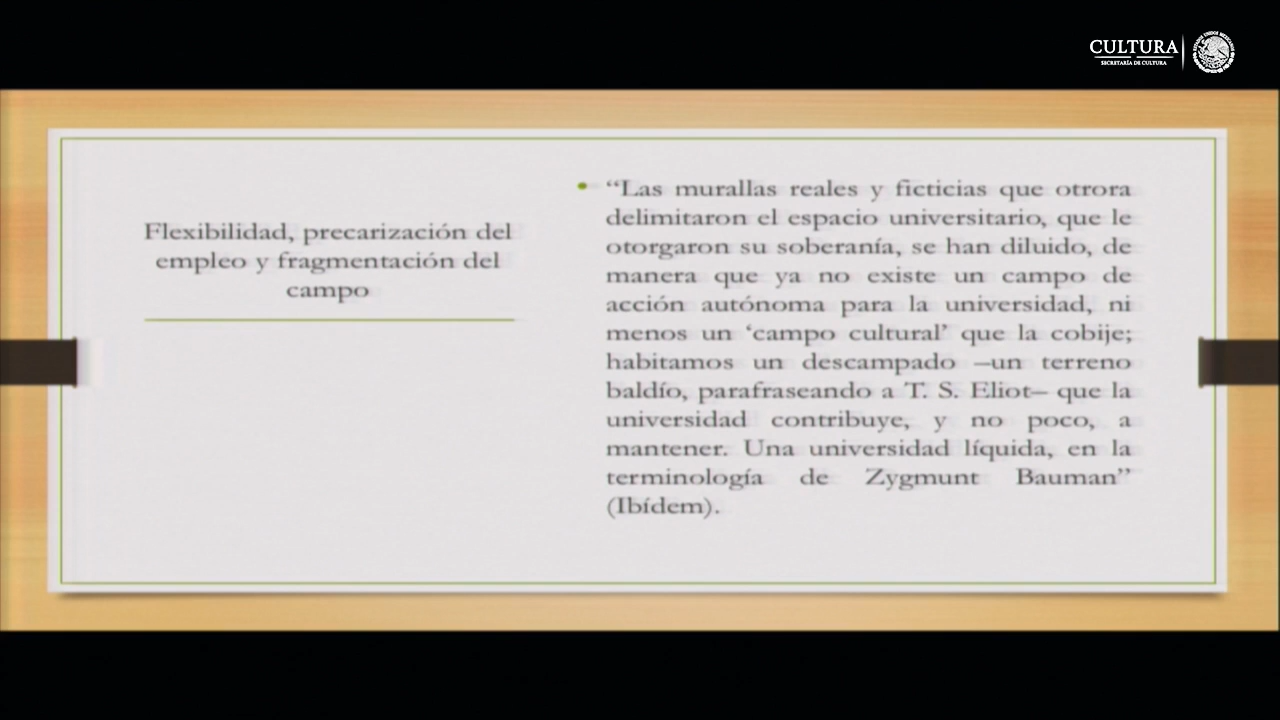 CULTURA
SECRETARÍA DE CULTURA
Flexibilidad, precarización del
empleo y fragmentación del
campo
• “Las murallas reales y ficticias que otrora
delimitaron el espacio universitario, que le
otorgaron su soberanía, se han diluido, de
manera que ya no existe un campo de
acción autónoma para la universidad, ni
menos un ‘campo cultural’ que la cobije;
habitamos un descampado –un terreno
baldío, parafraseando a T. S. Eliot– que la
universidad contribuye, y no poco, a
mantener. Una universidad líquida, en la
terminología de Zygmunt Bauman”
(Ibídem).